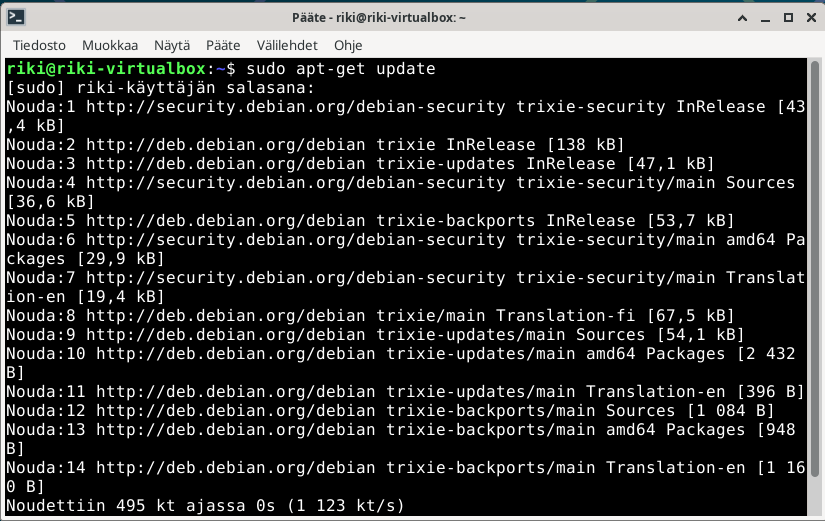 Pääte - riki@riki-virtualbox: ~
Tiedosto Muokkaa Näytä Pääte Välilehdet Ohje
riki@riki-virtualbox:~$ sudo apt-get update
[sudo] riki-käyttäjän salasana:
Nouda:1 http://security.debian.org/debian-security trixie-security InRelease [43
,4 kB]
Nouda:2 http://deb.debian.org/debian trixie InRelease [138 kB]
Nouda:3 http://deb.debian.org/debian trixie-updates InRelease [47,1 kB]
Nouda:4 http://security.debian.org/debian-security trixie-security/main Sources
[36,6 kB]
Nouda:5 http://deb.debian.org/debian trixie-backports InRelease [53,7 kB]
Nouda:6 http://security.debian.org/debian-security trixie-security/main amd64 Pa
ckages [29,9 kB]
Nouda:7 http://security.debian.org/debian-security trixie-security/main Translat
ion-en [19,4 kB]
Nouda:8 http://deb.debian.org/debian trixie/main Translation-fi [67,5 kB]
Nouda:9 http://deb.debian.org/debian trixie-updates/main Sources [54,1 kB]
Nouda:10 http://deb.debian.org/debian trixie-updates/main amd64 Packages [2 432
B]
Nouda:11 http://deb.debian.org/debian trixie-updates/main Translation-en [396 B]
Nouda:12 http://deb.debian.org/debian trixie-backports/main Sources [1 084 B]
Nouda:13 http://deb.debian.org/debian trixie-backports/main amd64 Packages [948
B]
Nouda:14 http://deb.debian.org/debian trixie-backports/main Translation-en [1 16
0 B]
Noudettiin 495 kt ajassa 0s (1 123 kt/s)